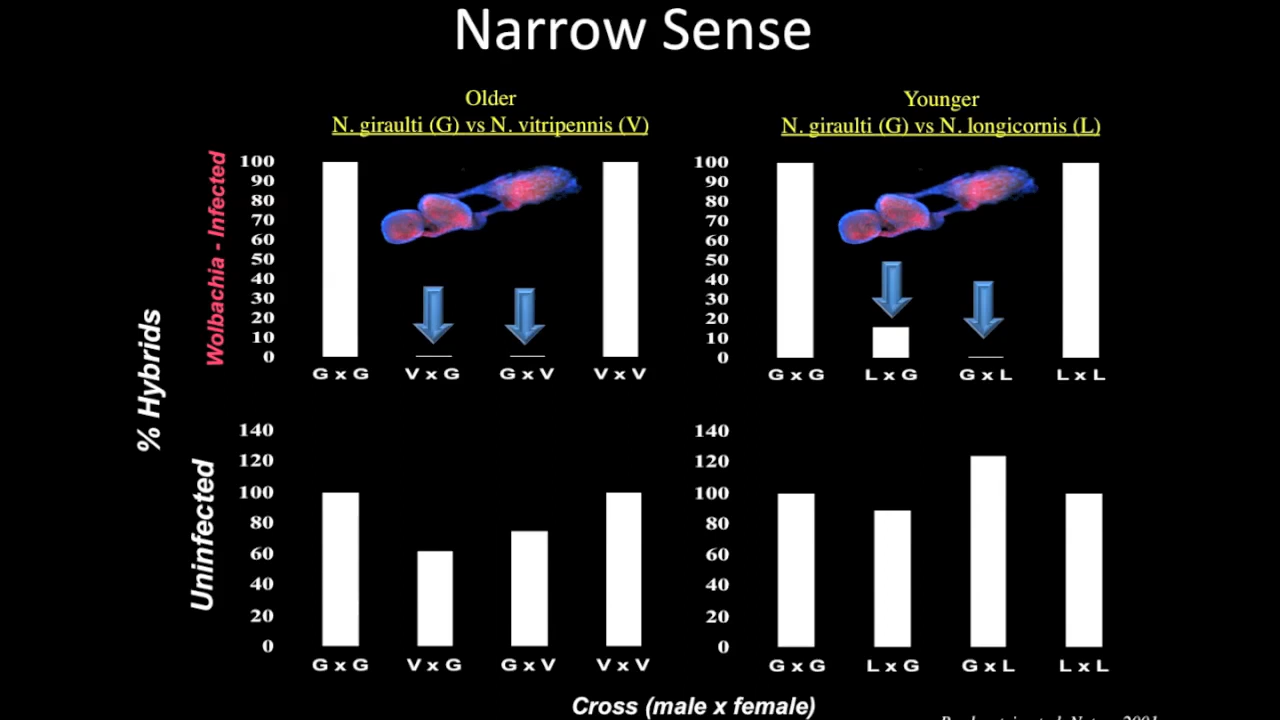 Narrow Sense
Older
N. giraulti (G) vs N. vitripennis (V)
Younger
N. giraulti (G) vs N. longicornis (L)
% Hybrids
Wolbachia - Infected
100
90
80
70
60
50
40
30
20
10
0
G x G V x G G x V V x V
100
90
80
70
60
50
40
30
20
10
0
G x G L x G G x L L x L
Uninfected
140
120
100
80
60
40
20
0
G x G V x G G x V V x V
140
120
100
80
60
40
20
0
G x G L x G G x L L x L
Cross (male x female)